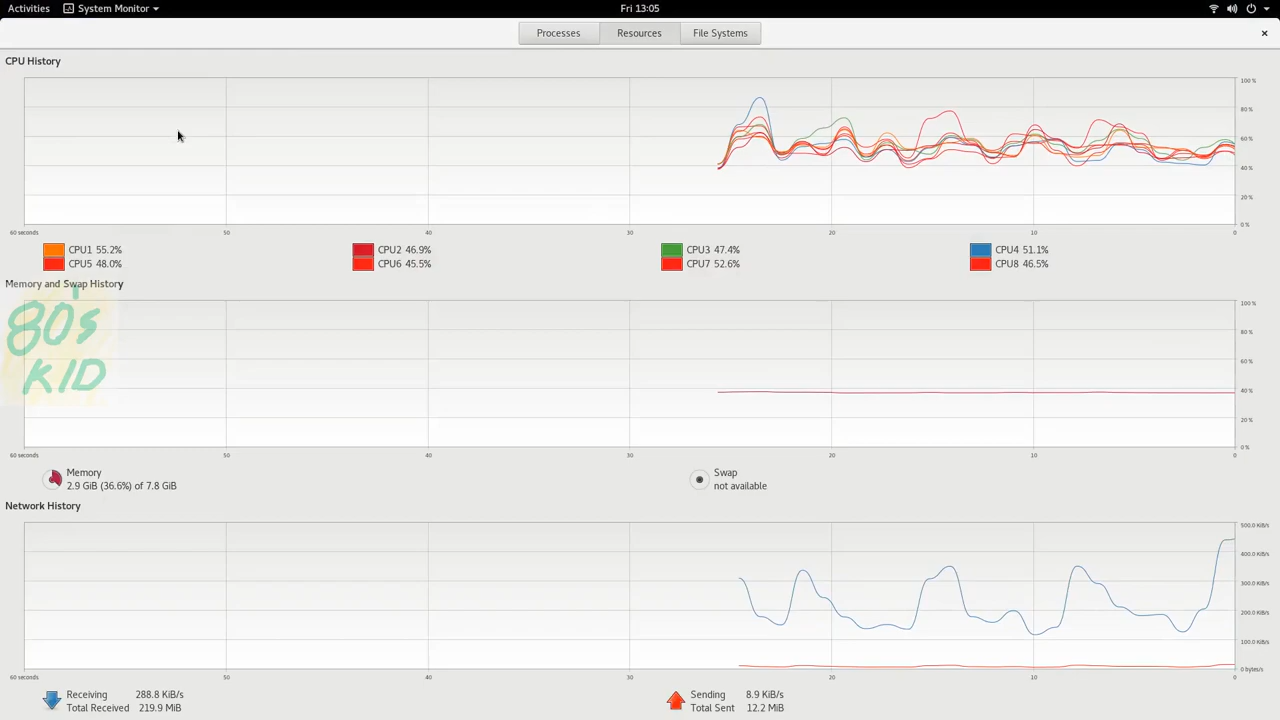 Activities System Monitor Fri 13:05
Processes Resources File Systems
CPU History
100 %
80 %
60 %
40 %
20 %
0 %
60 seconds 50 40 30 20 10 0
CPU1 55.2% CPU2 46.9% CPU3 47.4% CPU4 51.1%
CPU5 48.0% CPU6 45.5% CPU7 52.6% CPU8 46.5%
Memory and Swap History
100 %
80 %
60 %
40 %
20 %
0 %
80's
KID
60 seconds 50 40 30 20 10 0
Memory
2.9 GiB (36.6%) of 7.8 GiB
Swap
not available
Network History
500.0 KiB/s
400.0 KiB/s
300.0 KiB/s
200.0 KiB/s
100.0 KiB/s
0 bytes/s
60 seconds 50 40 30 20 10 0
Receiving 288.8 KiB/s
Total Received 219.9 MiB
Sending 8.9 KiB/s
Total Sent 12.2 MiB